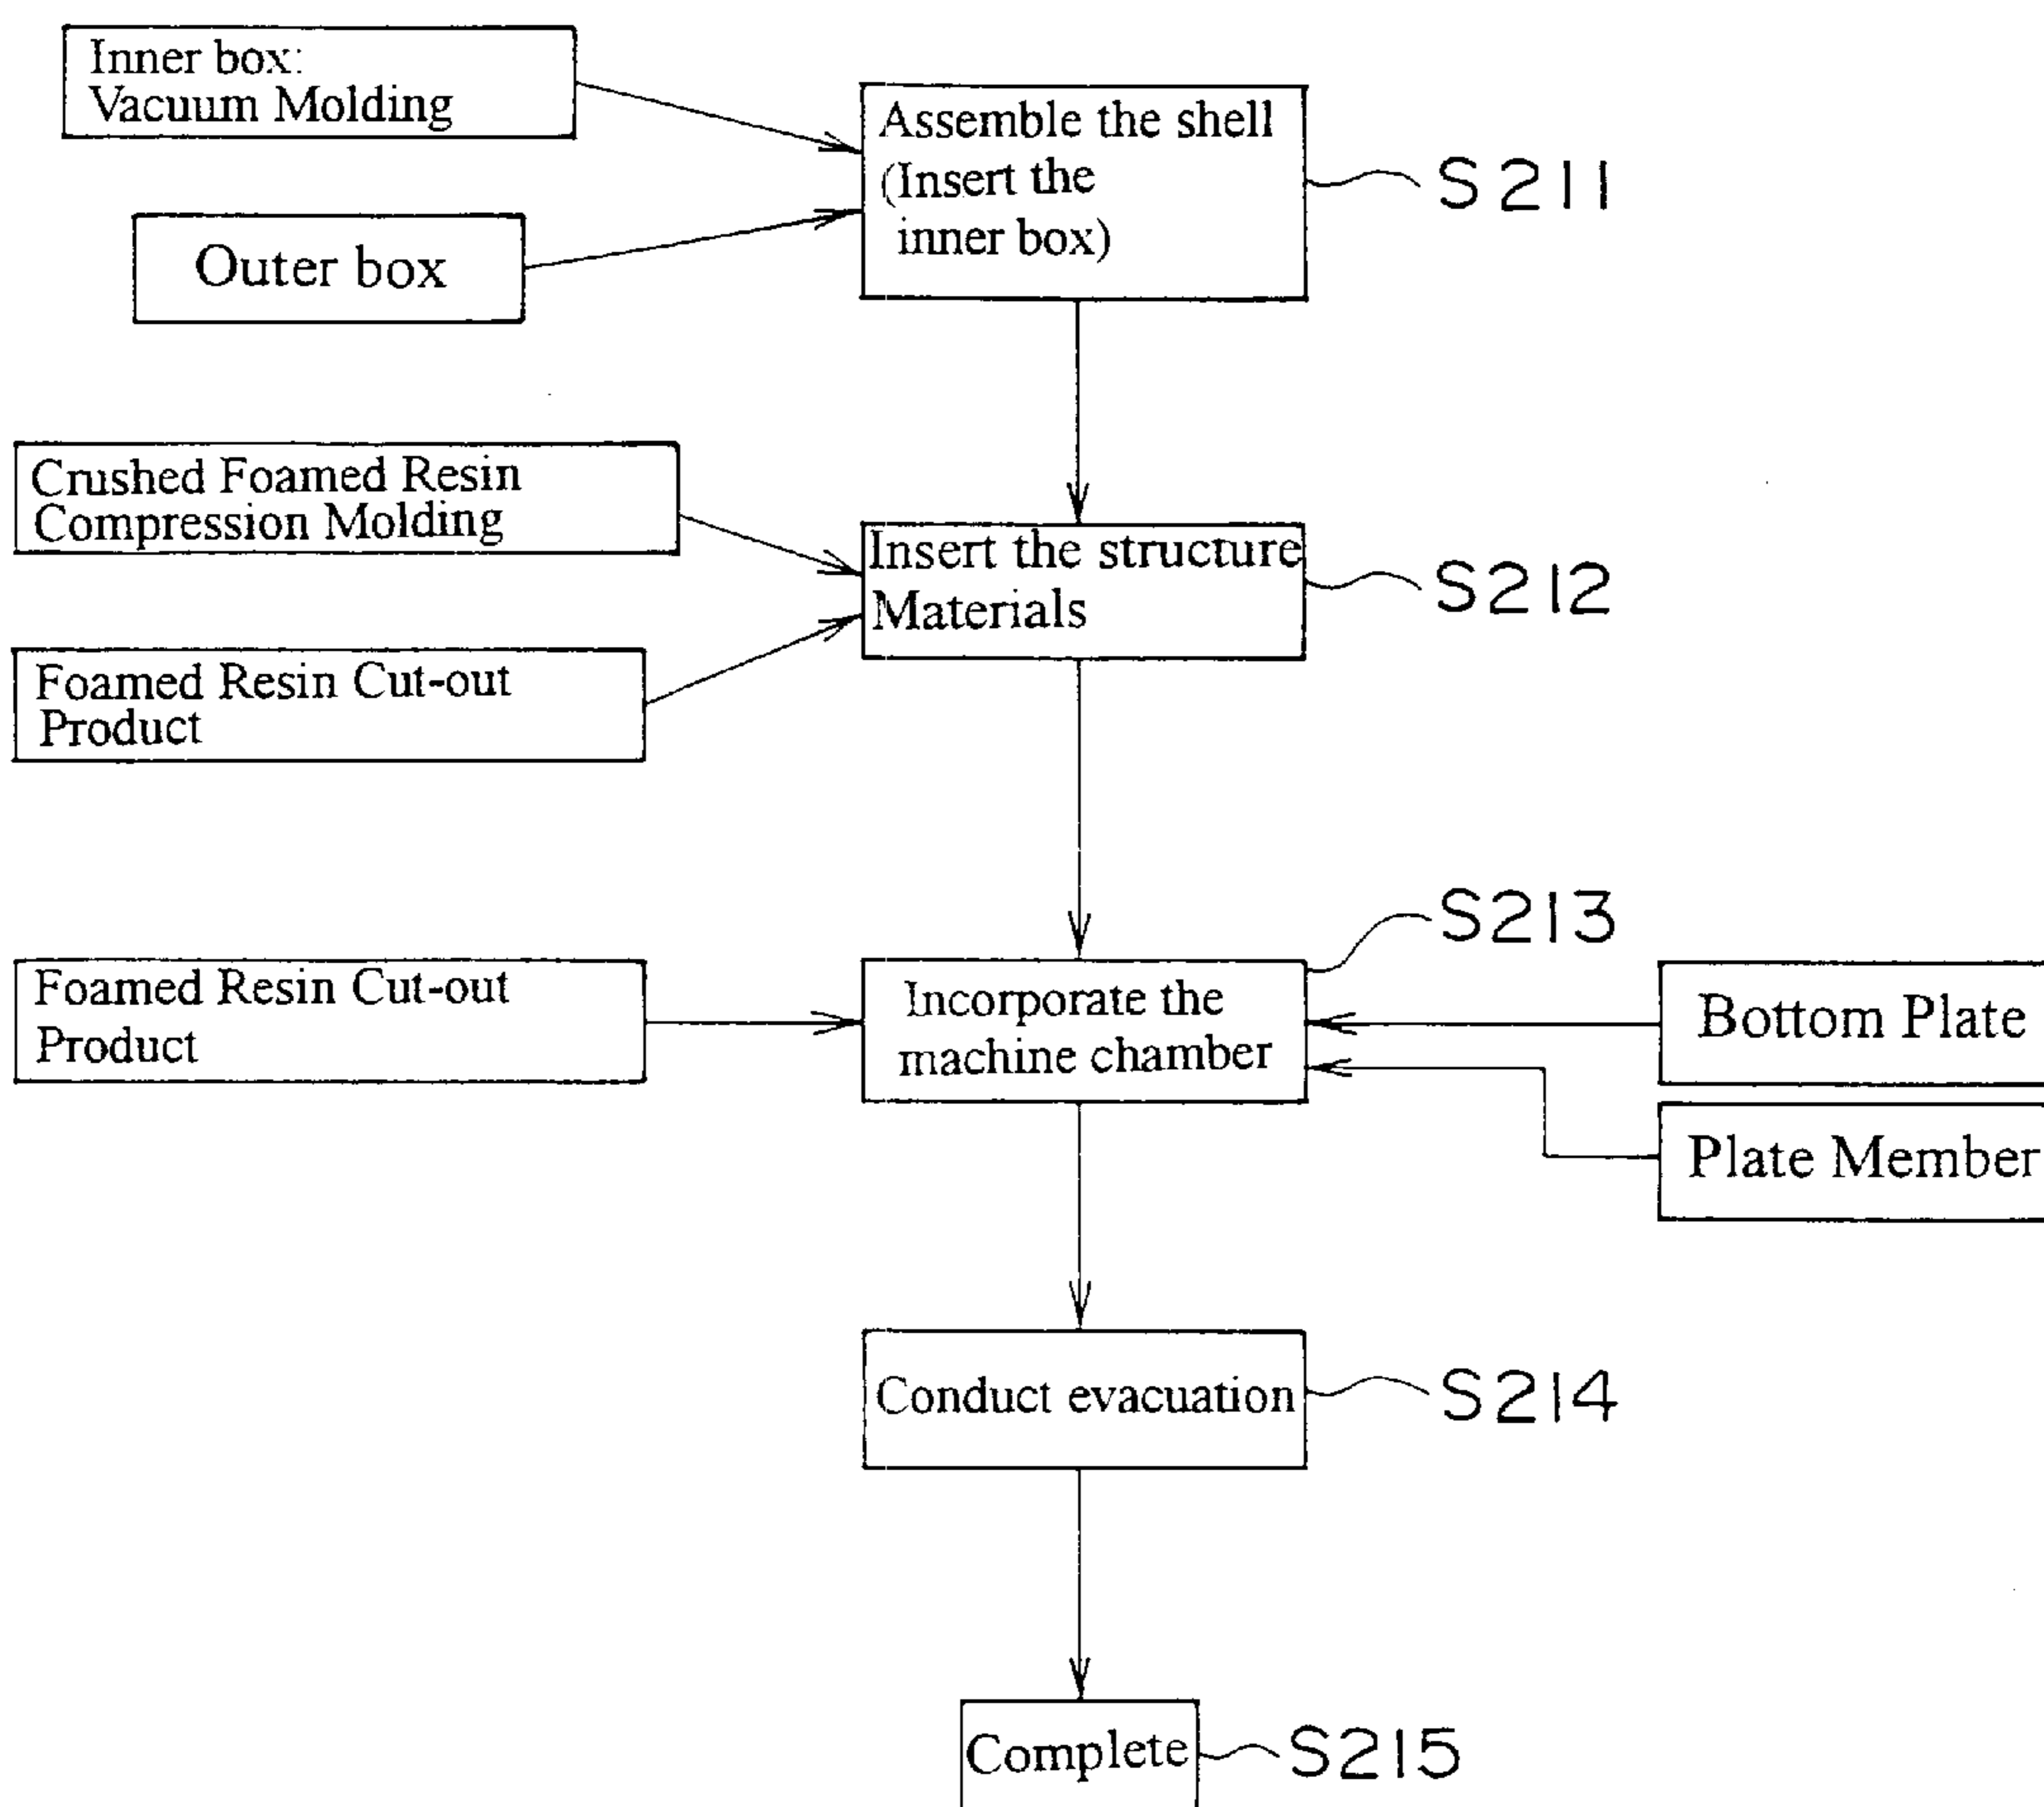 Inner box:
Vacuum Molding
Outer box
Assemble the shell
(Insert the
inner box)
S211
Crushed Foamed Resin
Compression Molding
Foamed Resin Cut-out
Product
Insert the structure
Materials
S212
Foamed Resin Cut-out
Product
Incorporate the
machine chamber
S213
Bottom Plate
Plate Member
Conduct evacuation
S214
Complete
S215